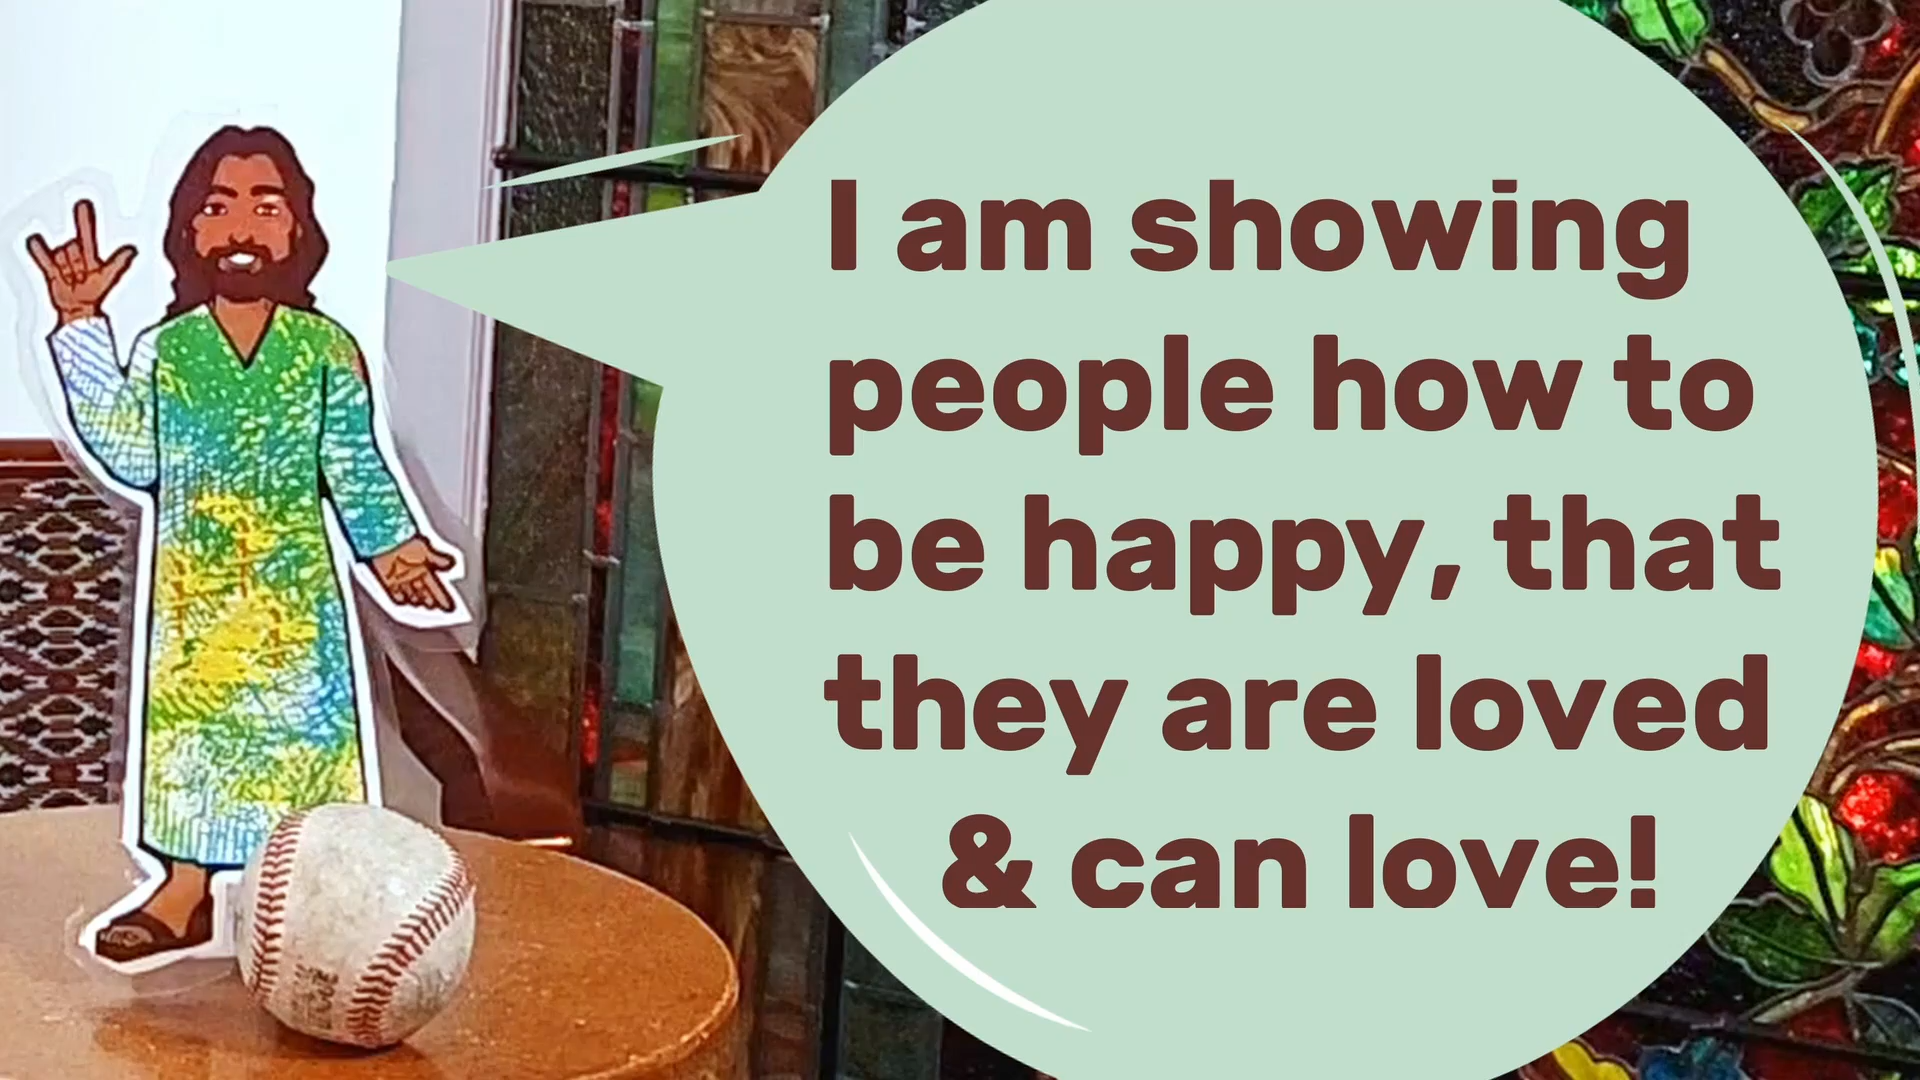 I am showing
people how to
be happy, that
they are loved
& can love!